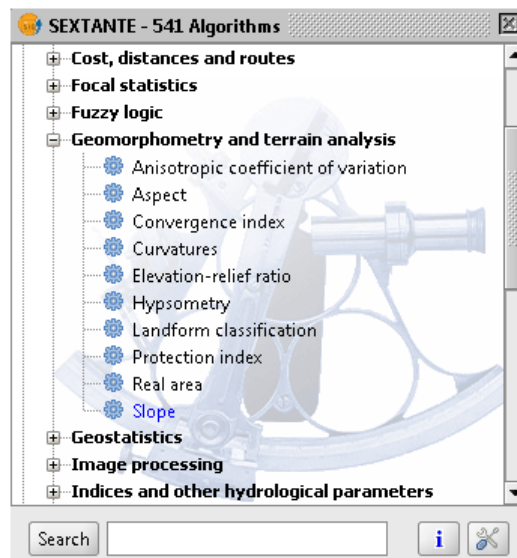 SEXTANTE - 541 Algorithms
Cost, distances and routes
Focal statistics
Fuzzy logic
Geomorphometry and terrain analysis
Anisotropic coefficient of variation
Aspect
Convergence index
Curvatures
Elevation-relief ratio
Hypsometry
Landform classification
Protection index
Real area
Slope
Geostatistics
Image processing
Indices and other hydrological parameters
Search i